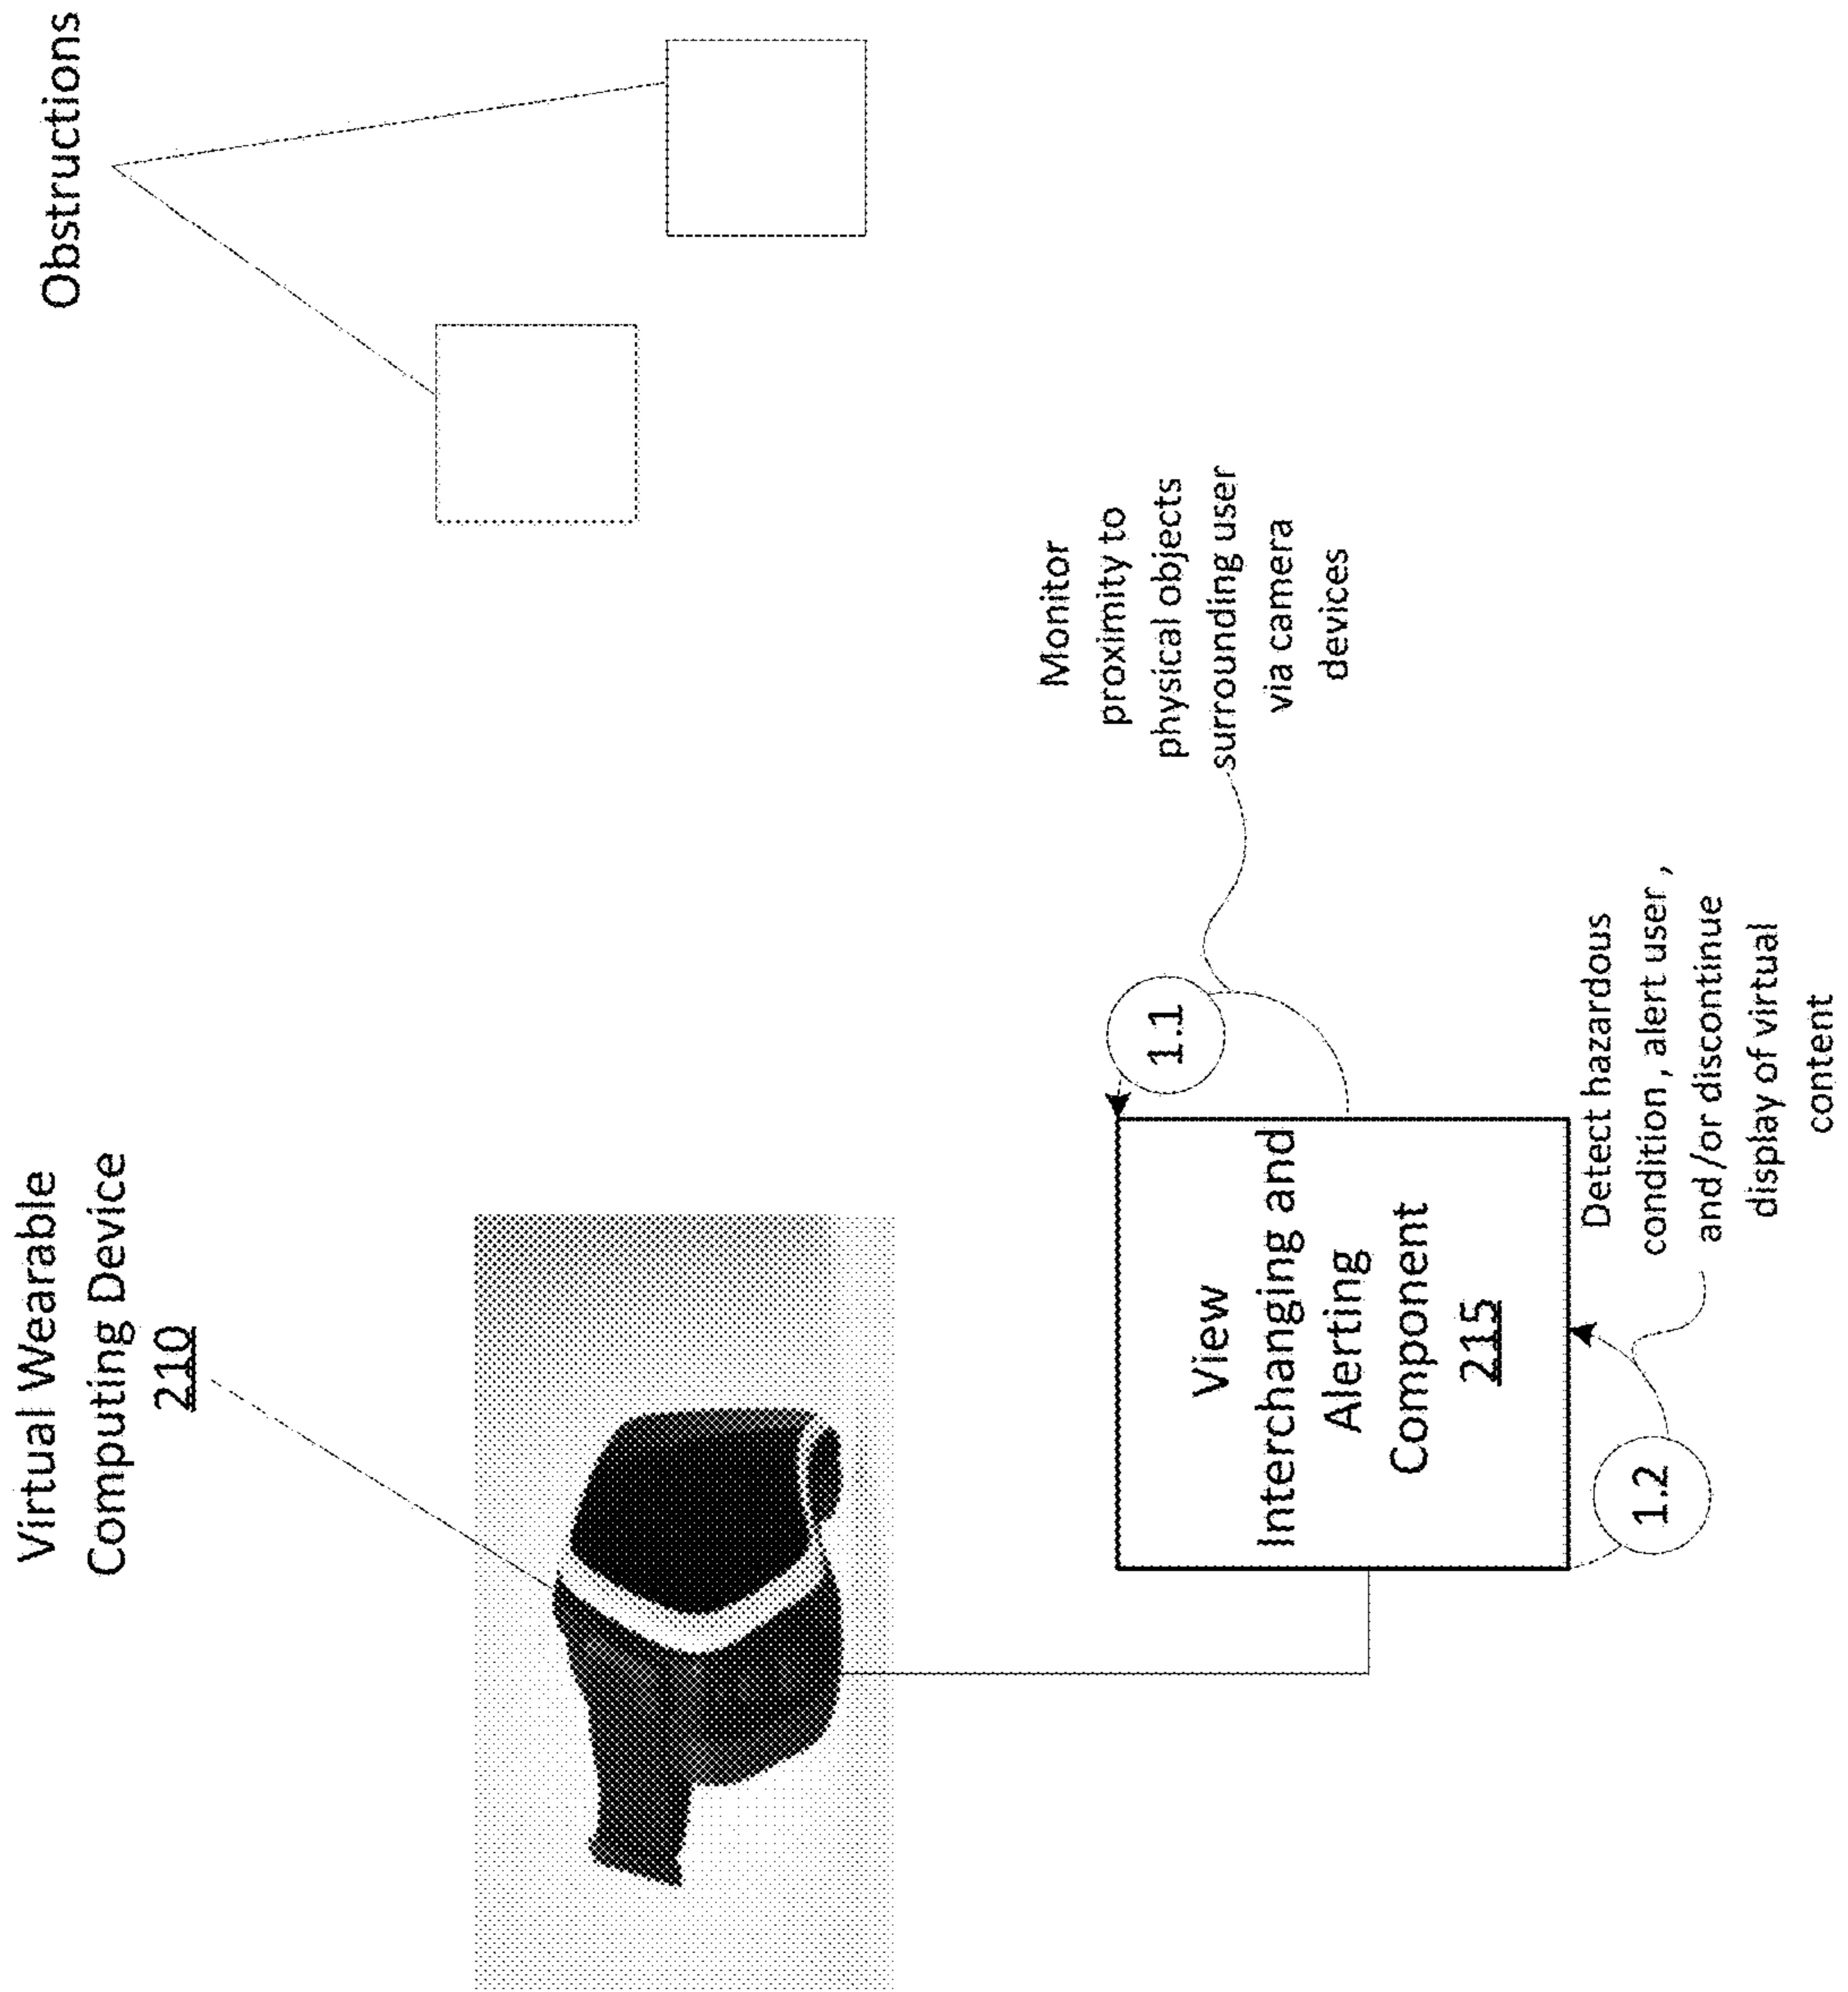 Virtual Wearable
Computing Device
210
Obstructions
Monitor
proximity to
physical objects
surrounding user
via camera
devices
1.1
View
Interchanging and
Alerting
Component
215
1.2
Detect hazardous
condition, alert user,
and/or discontinue
display of virtual
content